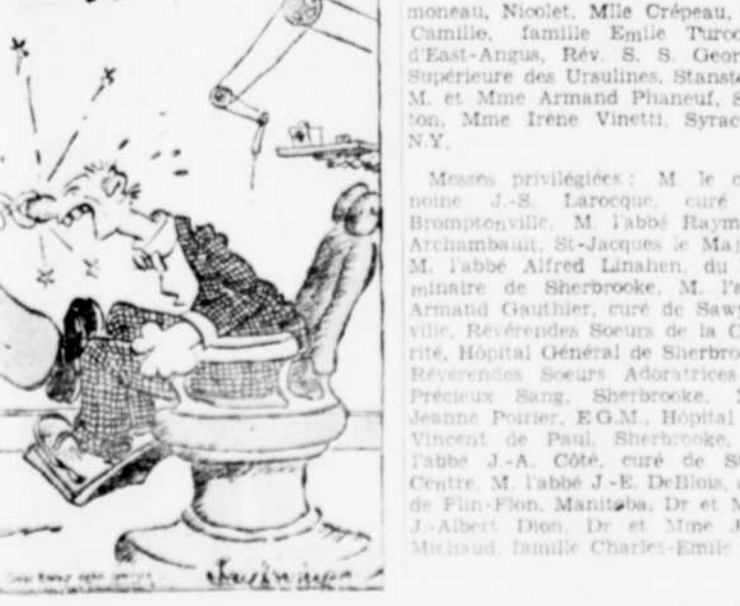 moneau, Nicolet, Mlle Crépeau,
Camille, famille Emile Turco
d'East-Angus, Rév. S. S. Geor
Supérieure des Ursulines, Stanst
M. et Mme Armand Phaneuf, S
ton, Mme Irène Vinetti, Syrac
N.Y.
Messes privilégiées: M. le c
noine J.-S. Larocque, curé
Bromptonville, M. l'abbé Raym
Archambault, St-Jacques le Maj
M. l'abbé Alfred Linahen, du
minaire de Sherbrooke, M. l'a
Armand Gauthier, curé de Sawy
ville, Révérendes Soeurs de la C
rité, Hôpital Général de Sherbro
Révérendes Soeurs Adoratrices
Précieux Sang, Sherbrooke,
Jeanne Poirier, E.G.M., Hôpital
Vincent de Paul, Sherbrooke,
l'abbé J.-A. Côté, curé de S
Centre, M. l'abbé J.-E. DeBlois,
de Flin-Flon, Manitoba, Dr et M
J.-Albert Dion, Dr et Mme J
Michaud, famille Charles-Emile